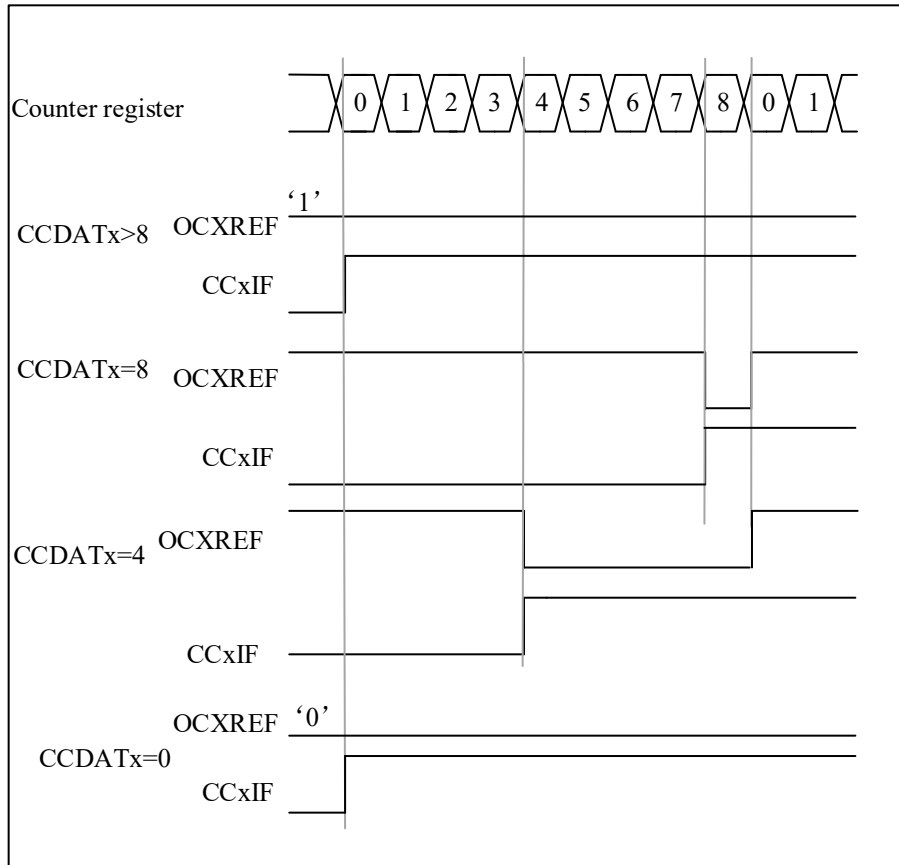 Counter register 0 1 2 3 4 5 6 7 8 0 1
‘1’
CCDATx>8 OCXREF
CCxIF
CCDATx=8 OCXREF
CCxIF
CCDATx=4 OCXREF
CCxIF
OCXREF ‘0’
CCDATx=0
CCxIF